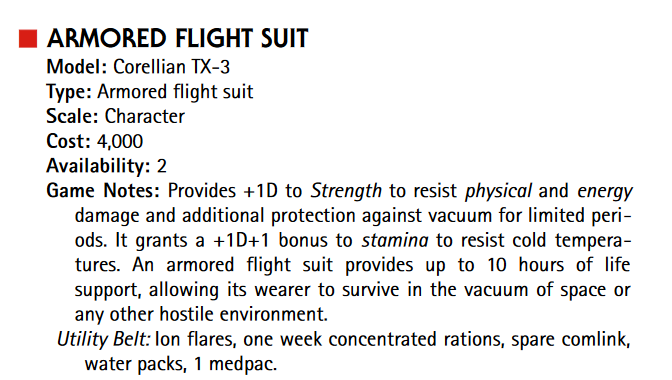 ARMORED FLIGHT SUIT
Model: Corellian TX-3
Type: Armored flight suit
Scale: Character
Cost: 4,000
Availability: 2
Game Notes: Provides +1D to Strength to resist physical and energy
damage and additional protection against vacuum for limited peri-
ods. It grants a +1D+1 bonus to stamina to resist cold tempera-
tures. An armored flight suit provides up to 10 hours of life
support, allowing its wearer to survive in the vacuum of space or
any other hostile environment.
Utility Belt: Ion flares, one week concentrated rations, spare comlink,
water packs, 1 medpac.